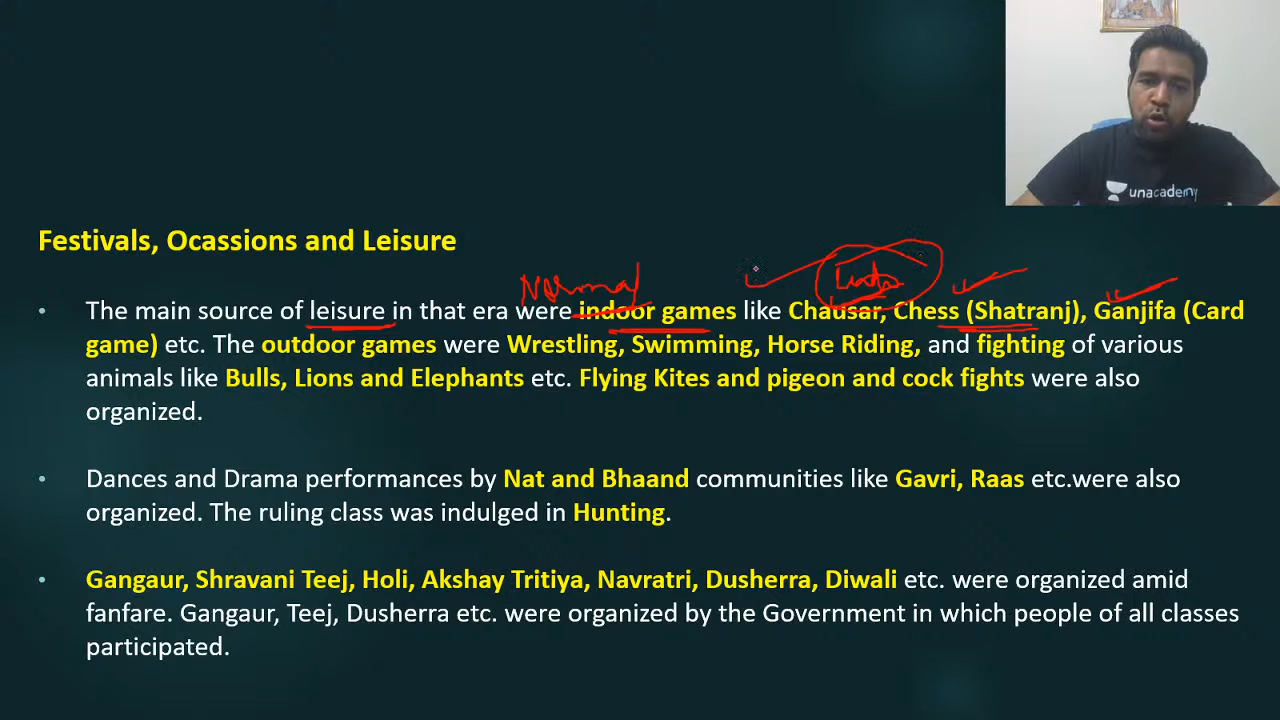 unacademy
Festivals, Ocassions and Leisure
Normal
• The main source of leisure in that era were indoor games like Chausar, Chess (Shatranj), Ganjifa (Card
game) etc. The outdoor games were Wrestling, Swimming, Horse Riding, and fighting of various
animals like Bulls, Lions and Elephants etc. Flying Kites and pigeon and cock fights were also
organized.
• Dances and Drama performances by Nat and Bhaand communities like Gavri, Raas etc.were also
organized. The ruling class was indulged in Hunting.
• Gangaur, Shravani Teej, Holi, Akshay Tritiya, Navratri, Dusherra, Diwali etc. were organized amid
fanfare. Gangaur, Teej, Dusherra etc. were organized by the Government in which people of all classes
participated.